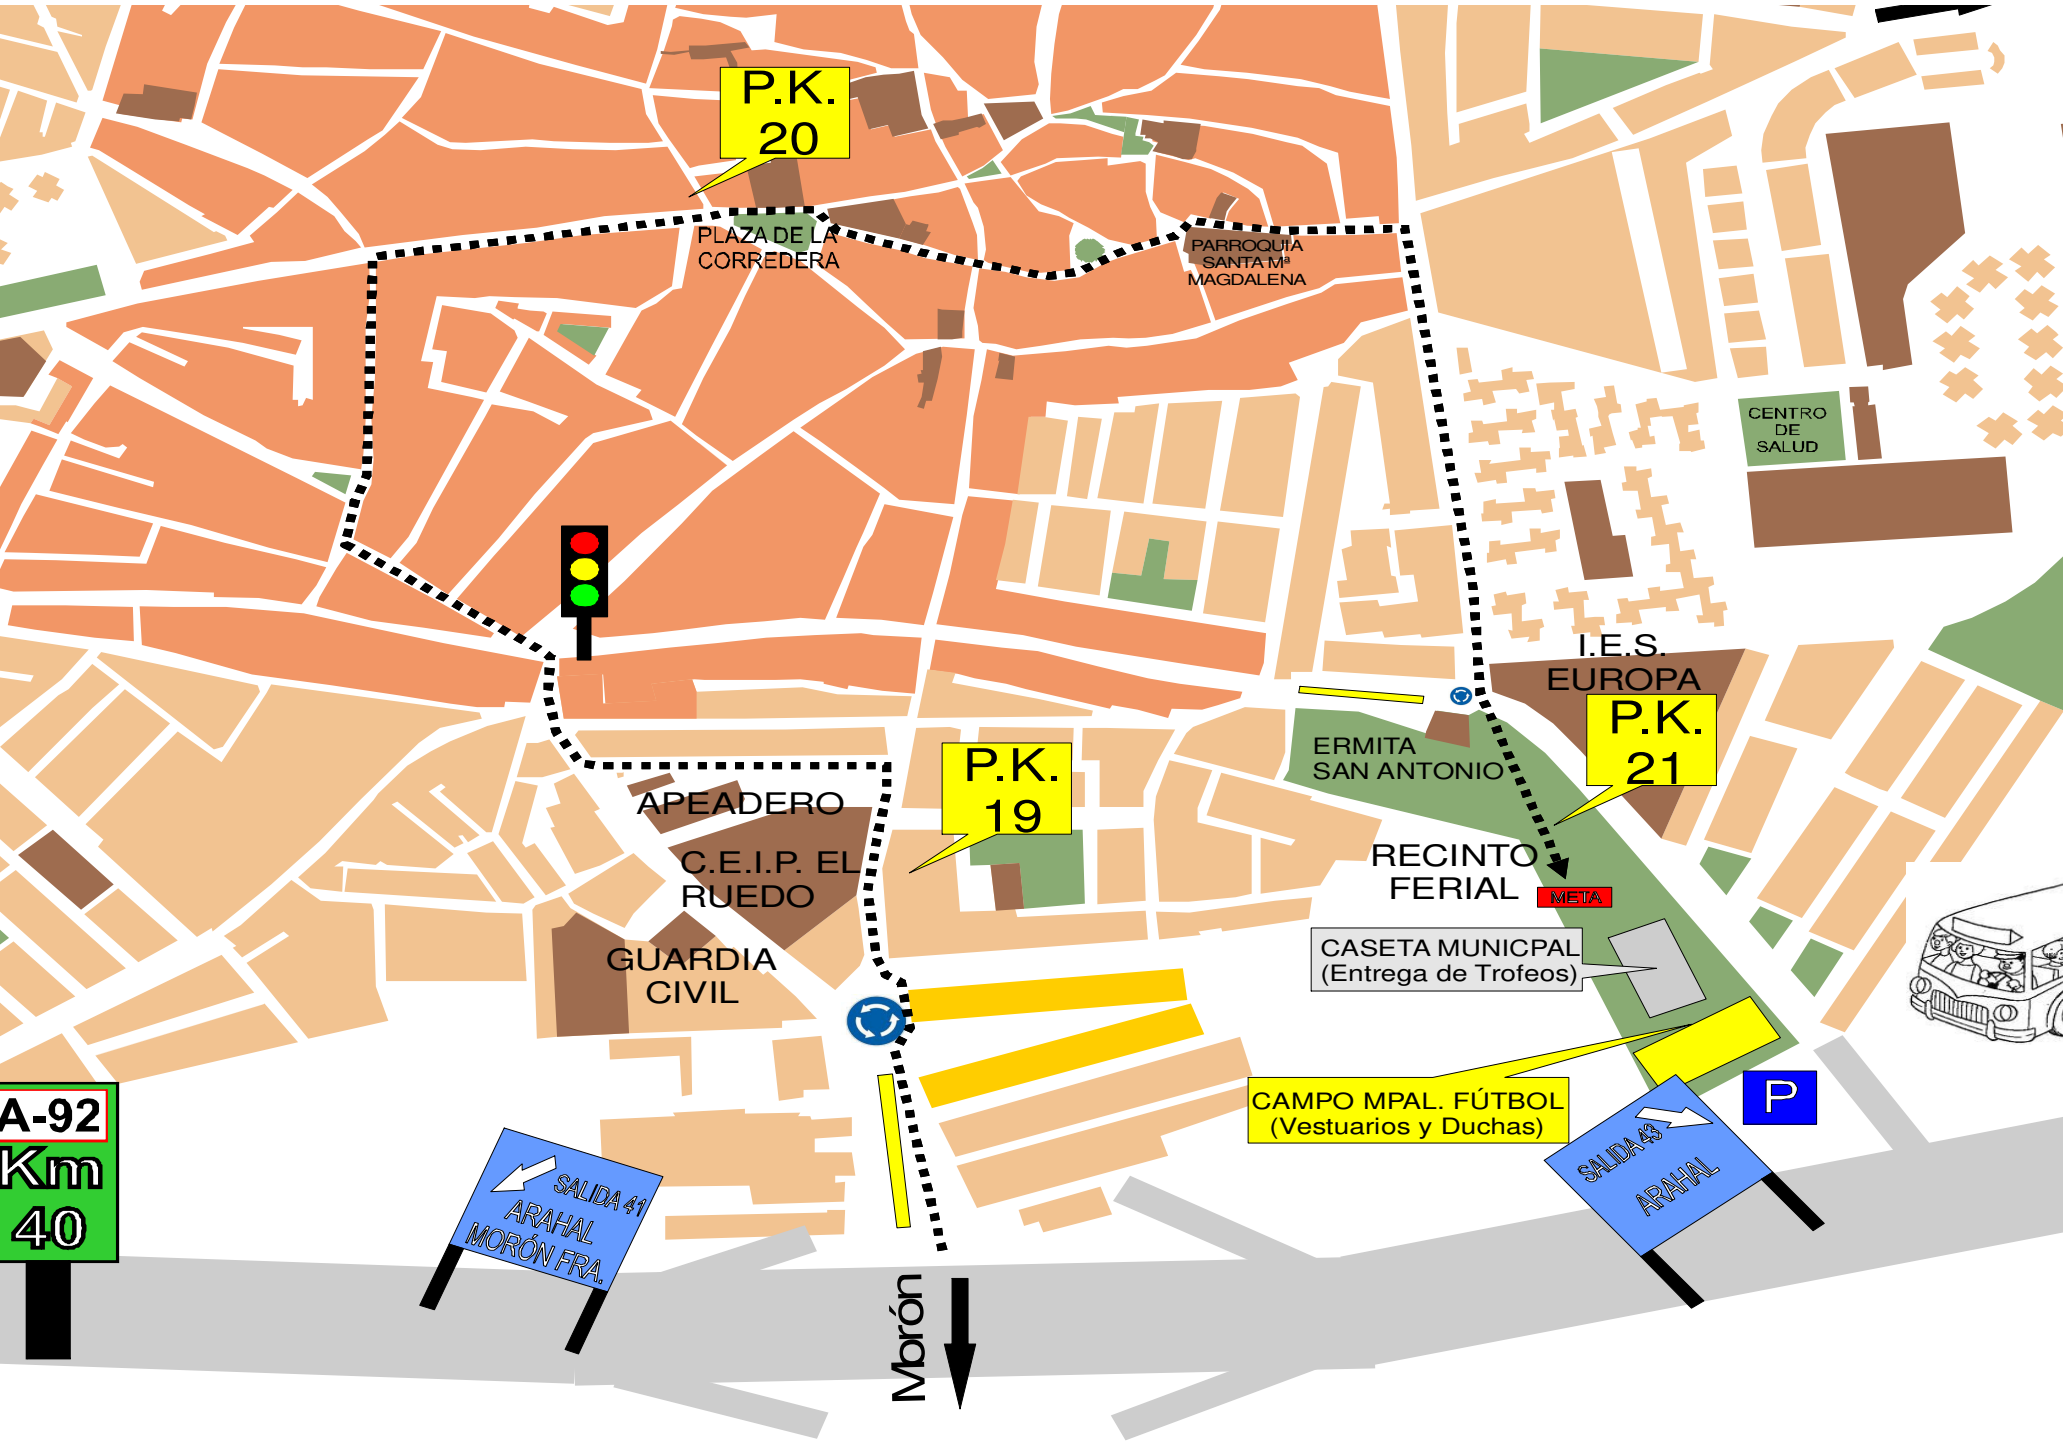 P.K.
20
PLAZA DE LA
CORREDERA
PARROQUIA
SANTA Mª
MAGDALENA
CENTRO
DE
SALUD
I.E.S.
EUROPA
P.K.
21
P.K.
19
ERMITA
SAN ANTONIO
APEADERO
C.E.I.P. EL
RUEDO
RECINTO
FERIAL
META
GUARDIA
CIVIL
CASETA MUNICPAL
(Entrega de Trofeos)
CAMPO MPAL. FÚTBOL
(Vestuarios y Duchas)
P
A-92
Km
40
SALIDA 41
ARAHAL
MORÓN FRA.
SALIDA 43
ARAHAL
Morón